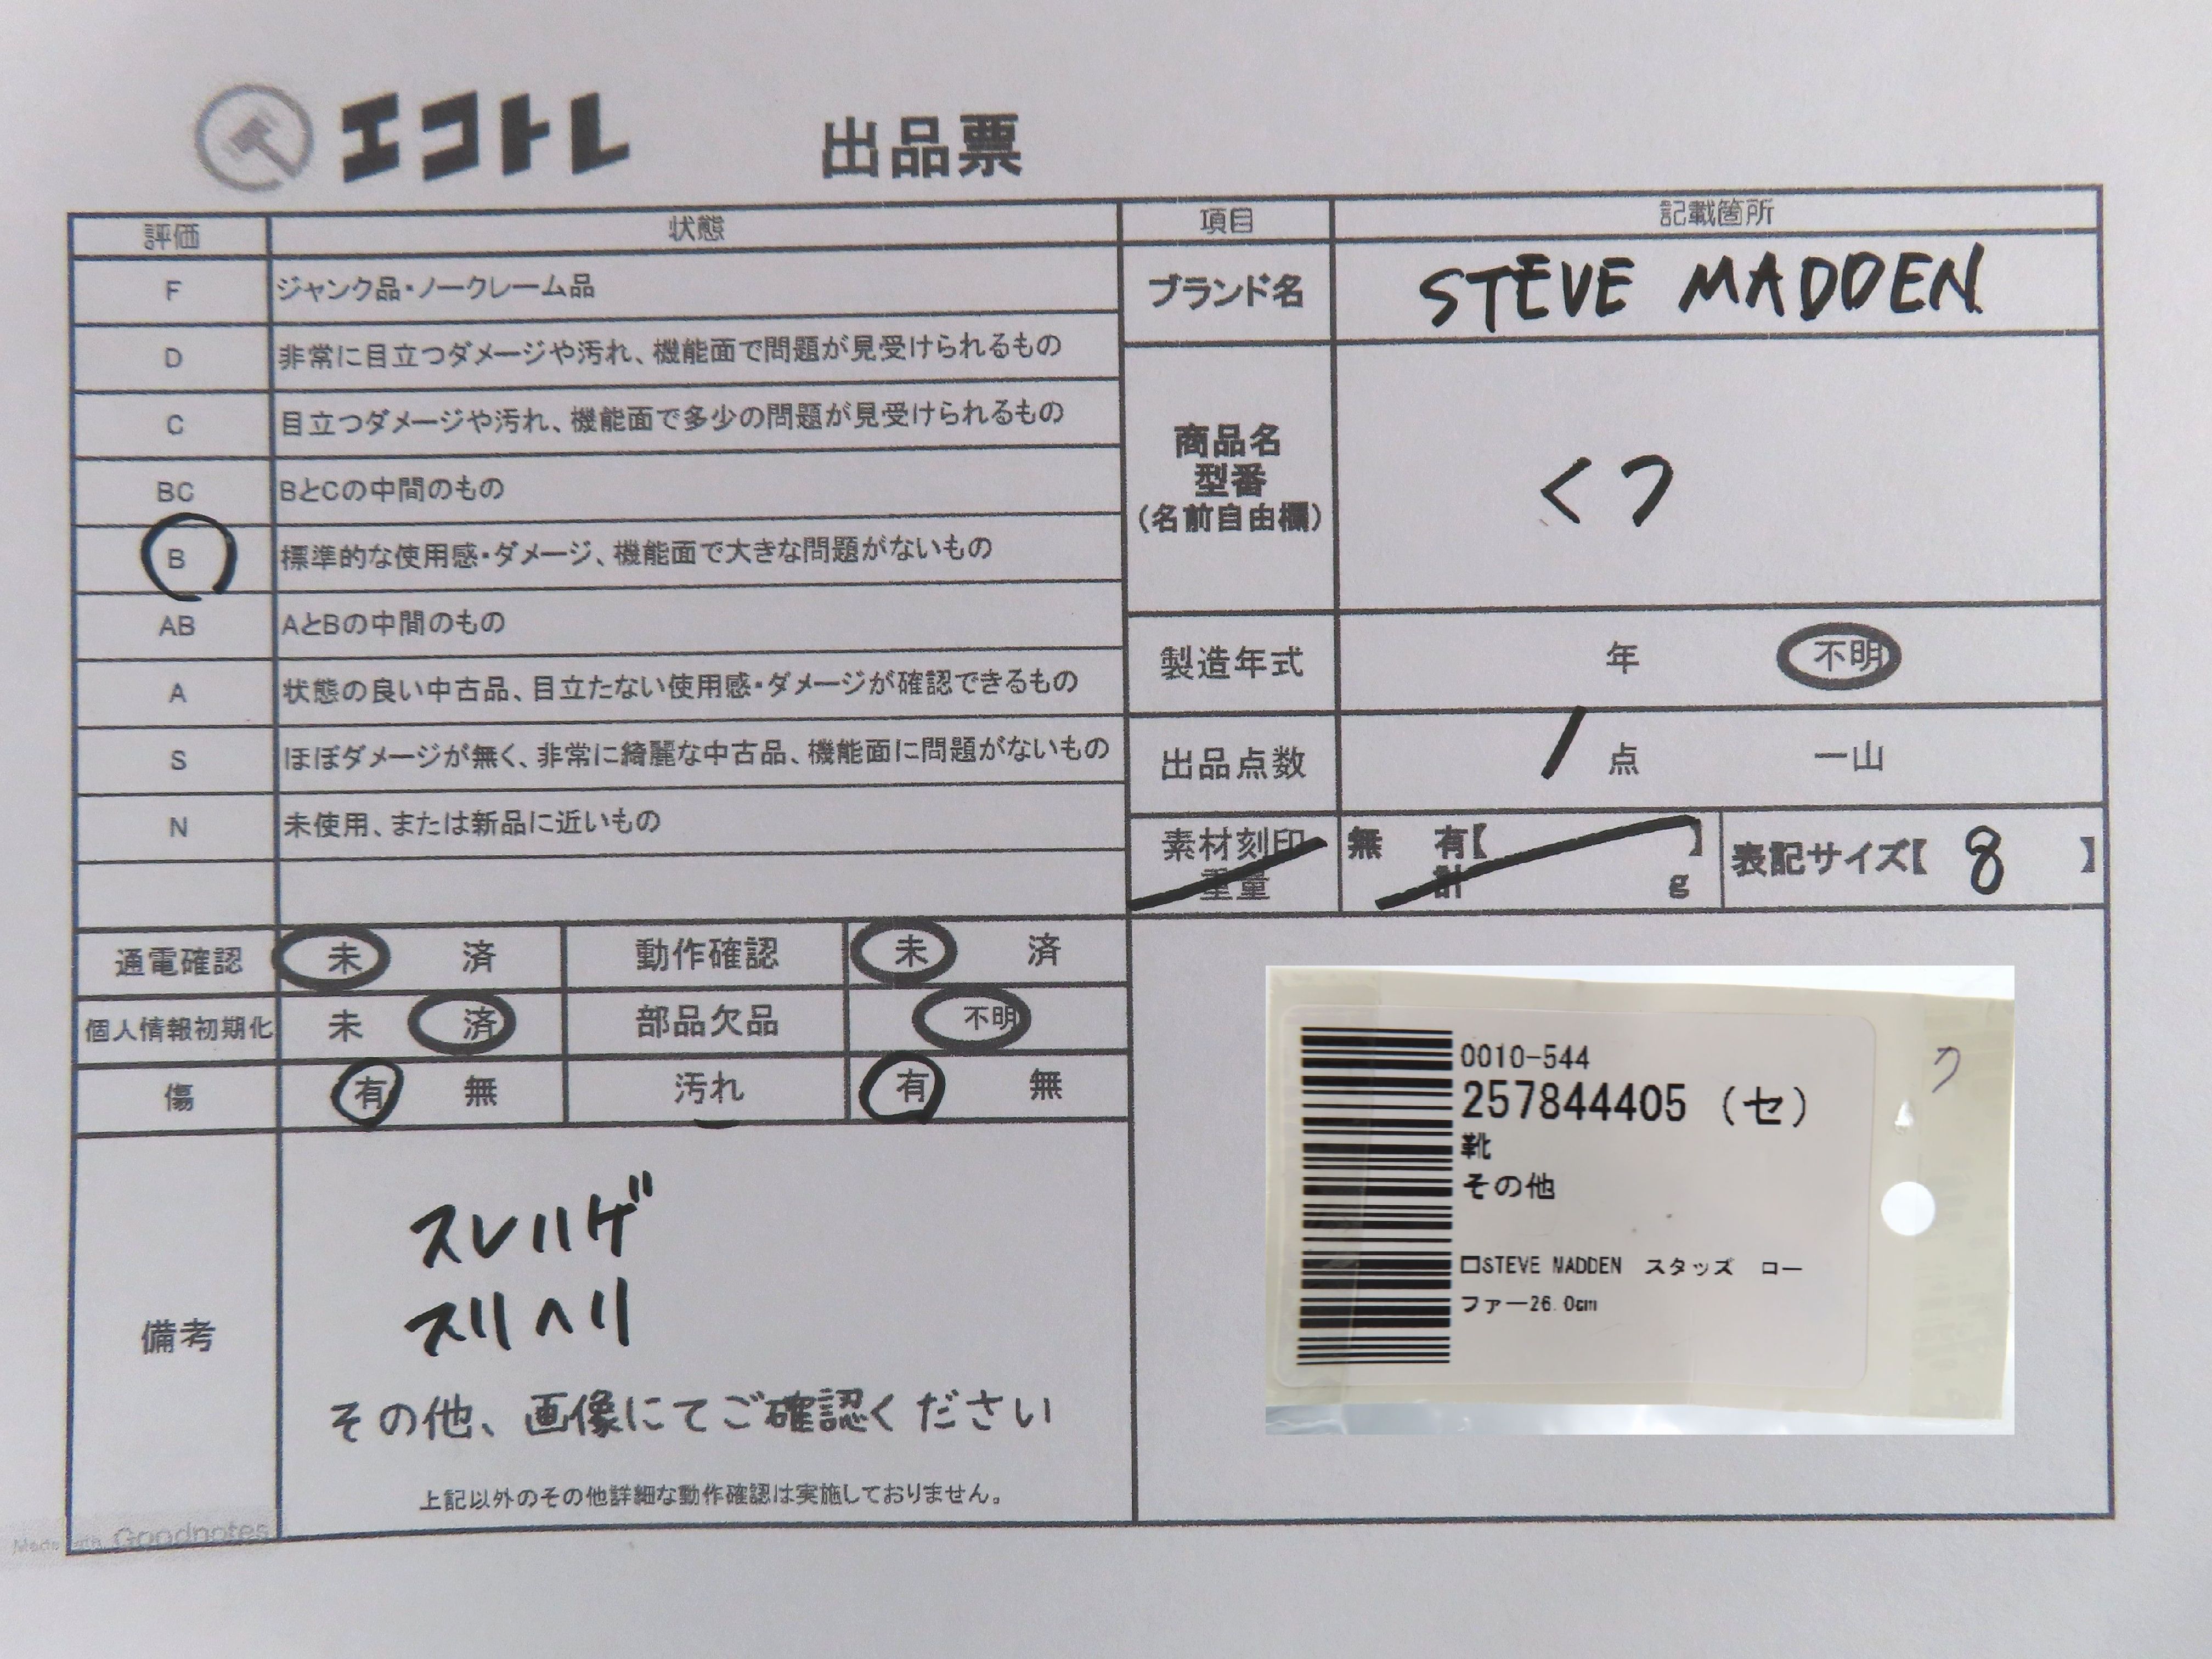 エコトレ 出品票
評価 状態
F ジャンク品・ノークレーム品
D 非常に目立つダメージや汚れ、機能面で問題が見受けられるもの
C 目立つダメージや汚れ、機能面で多少の問題が見受けられるもの
BC BとCの中間のもの
B 標準的な使用感・ダメージ、機能面で大きな問題がないもの
AB AとBの中間のもの
A 状態の良い中古品、目立たない使用感・ダメージが確認できるもの
S ほぼダメージが無く、非常に綺麗な中古品、機能面に問題がないもの
N 未使用、または新品に近いもの
項目 記載箇所
ブランド名 STEVE MADDEN
商品名
型番
(名前自由欄)
くつ
製造年式 年 不明
出品点数 1 点 一山
素材刻印
重量
無 有【 】
計 g
表記サイズ【 8 】
通電確認 未 済 動作確認 未 済
個人情報初期化 未 済 部品欠品 不明
傷 有 無 汚れ 有 無
備考
スレハゲ
スリヘリ
その他、画像にてご確認ください
上記以外のその他詳細な動作確認は実施しておりません。
0010-544
257844405 (セ)
靴
その他
口STEVE MADDEN スタッズ ロー
ファー26.0cm
ク
Made with Goodnotes